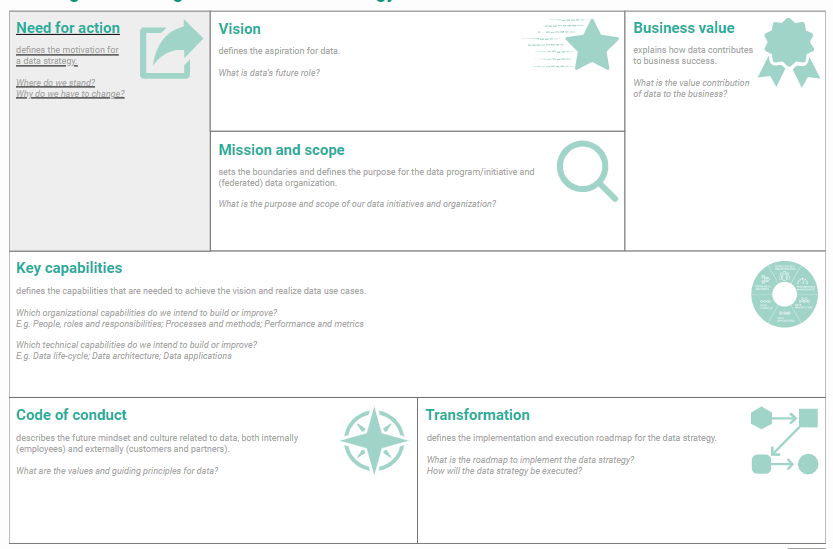 Need for action
defines the motivation for
a data strategy.
Where do we stand?
Why do we have to change?
Vision
defines the aspiration for data.
What is data's future role?
Business value
explains how data contributes
to business success.
What is the value contribution
of data to the business?
Mission and scope
sets the boundaries and defines the purpose for the data program/initiative and
(federated) data organization.
What is the purpose and scope of our data initiatives and organization?
Key capabilities
defines the capabilities that are needed to achieve the vision and realize data use cases.
Which organizational capabilities do we intend to build or improve?
E.g. People, roles and responsibilities; Processes and methods; Performance and metrics
Which technical capabilities do we intend to build or improve?
E.g. Data life-cycle; Data architecture; Data applications
Code of conduct
describes the future mindset and culture related to data, both internally
(employees) and externally (customers and partners).
What are the values and guiding principles for data?
Transformation
defines the implementation and execution roadmap for the data strategy.
What is the roadmap to implement the data strategy?
How will the data strategy be executed?